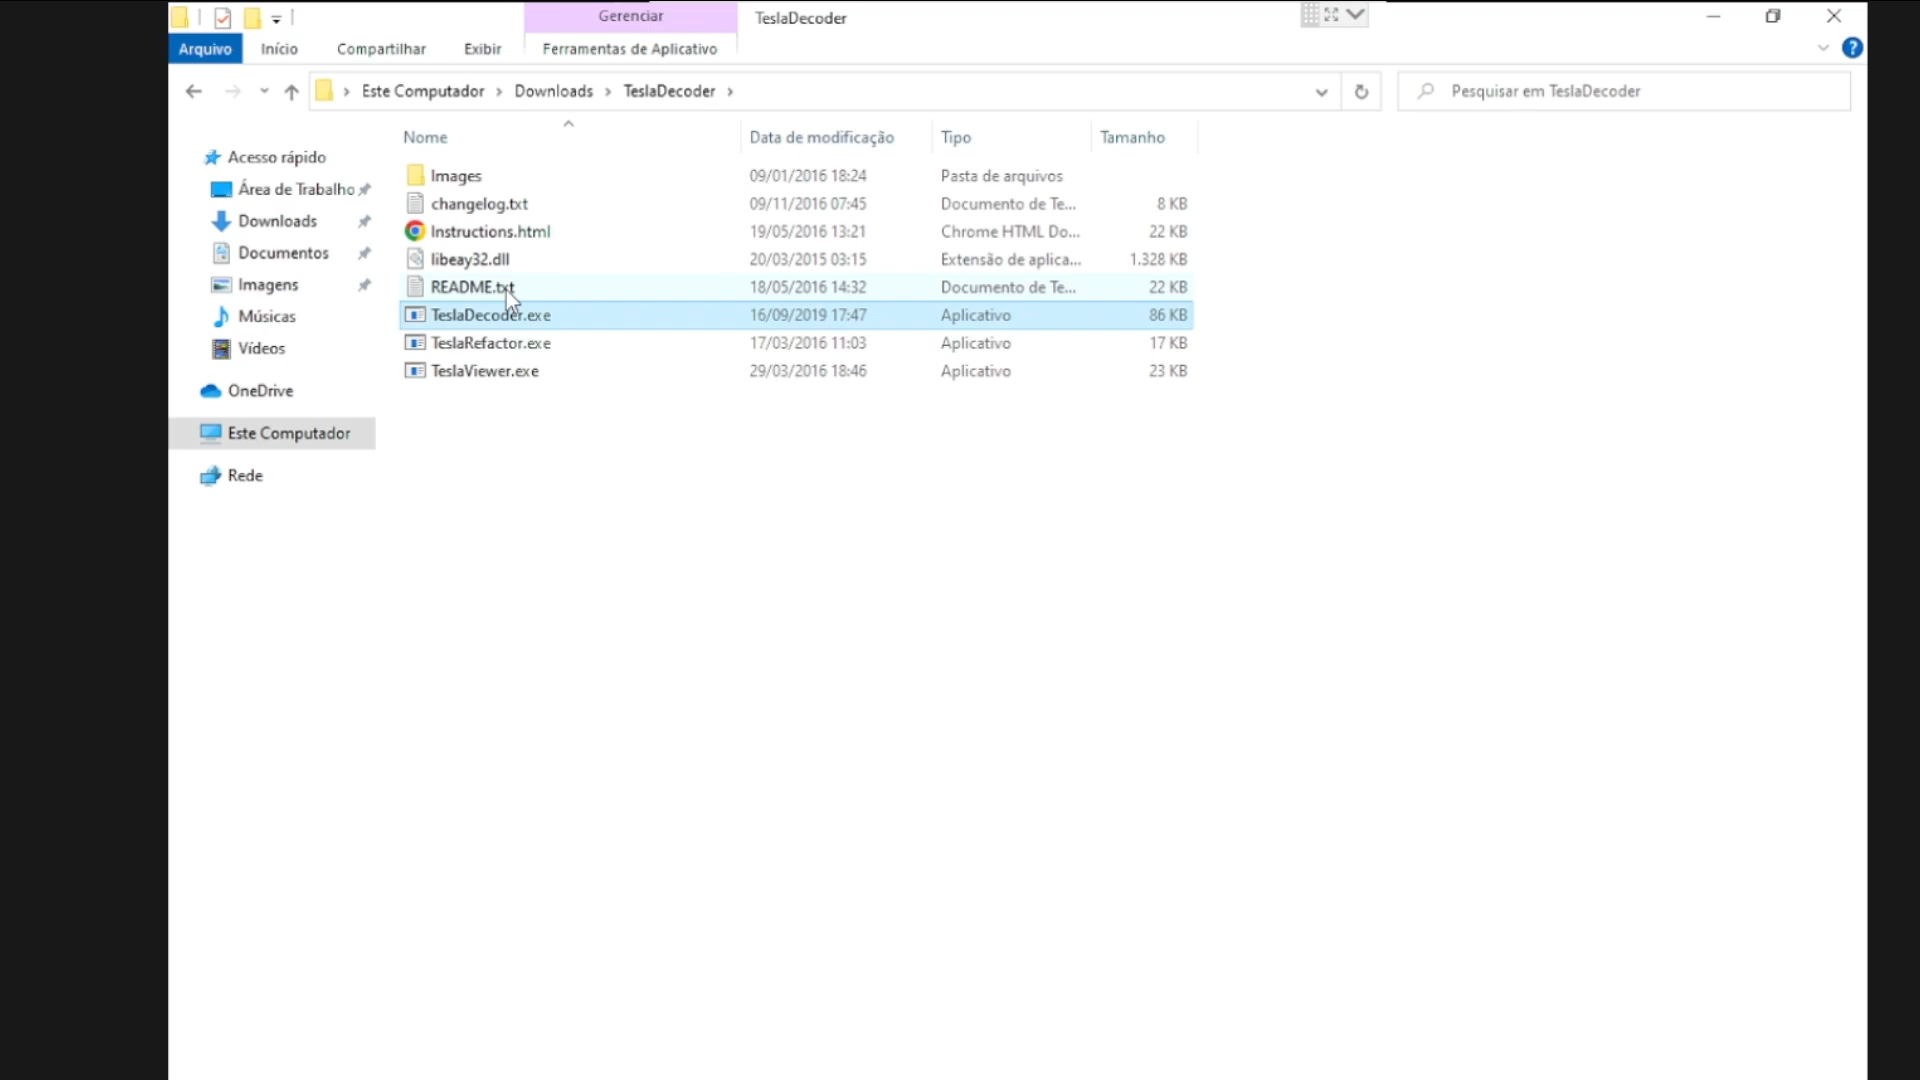 Gerenciar
TeslaDecoder
Arquivo Início Compartilhar Exibir Ferramentas de Aplicativo
Este Computador Downloads TeslaDecoder
Pesquisar em TeslaDecoder
Nome Data de modificação Tipo Tamanho
Acesso rápido
Área de Trabalho
Downloads
Documentos
Imagens
Músicas
Vídeos
OneDrive
Este Computador
Rede
Images 09/01/2016 18:24 Pasta de arquivos
changelog.txt 09/11/2016 07:45 Documento de Te... 8 KB
Instructions.html 19/05/2016 13:21 Chrome HTML Do... 22 KB
libeay32.dll 20/03/2015 03:15 Extensão de aplica... 1.328 KB
README.txt 18/05/2016 14:32 Documento de Te... 22 KB
TeslaDecoder.exe 16/09/2019 17:47 Aplicativo 86 KB
TeslaRefactor.exe 17/03/2016 11:03 Aplicativo 17 KB
TeslaViewer.exe 29/03/2016 18:46 Aplicativo 23 KB